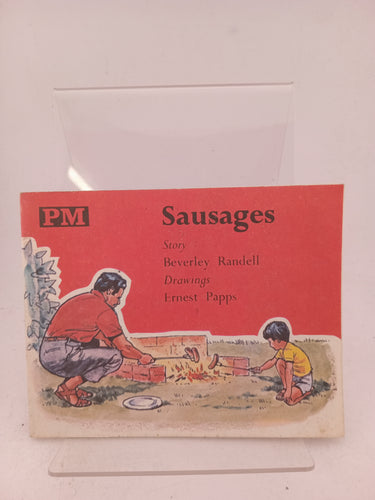 PM
Sausages
Story
Beverley Randell
Drawings
Ernest Papps